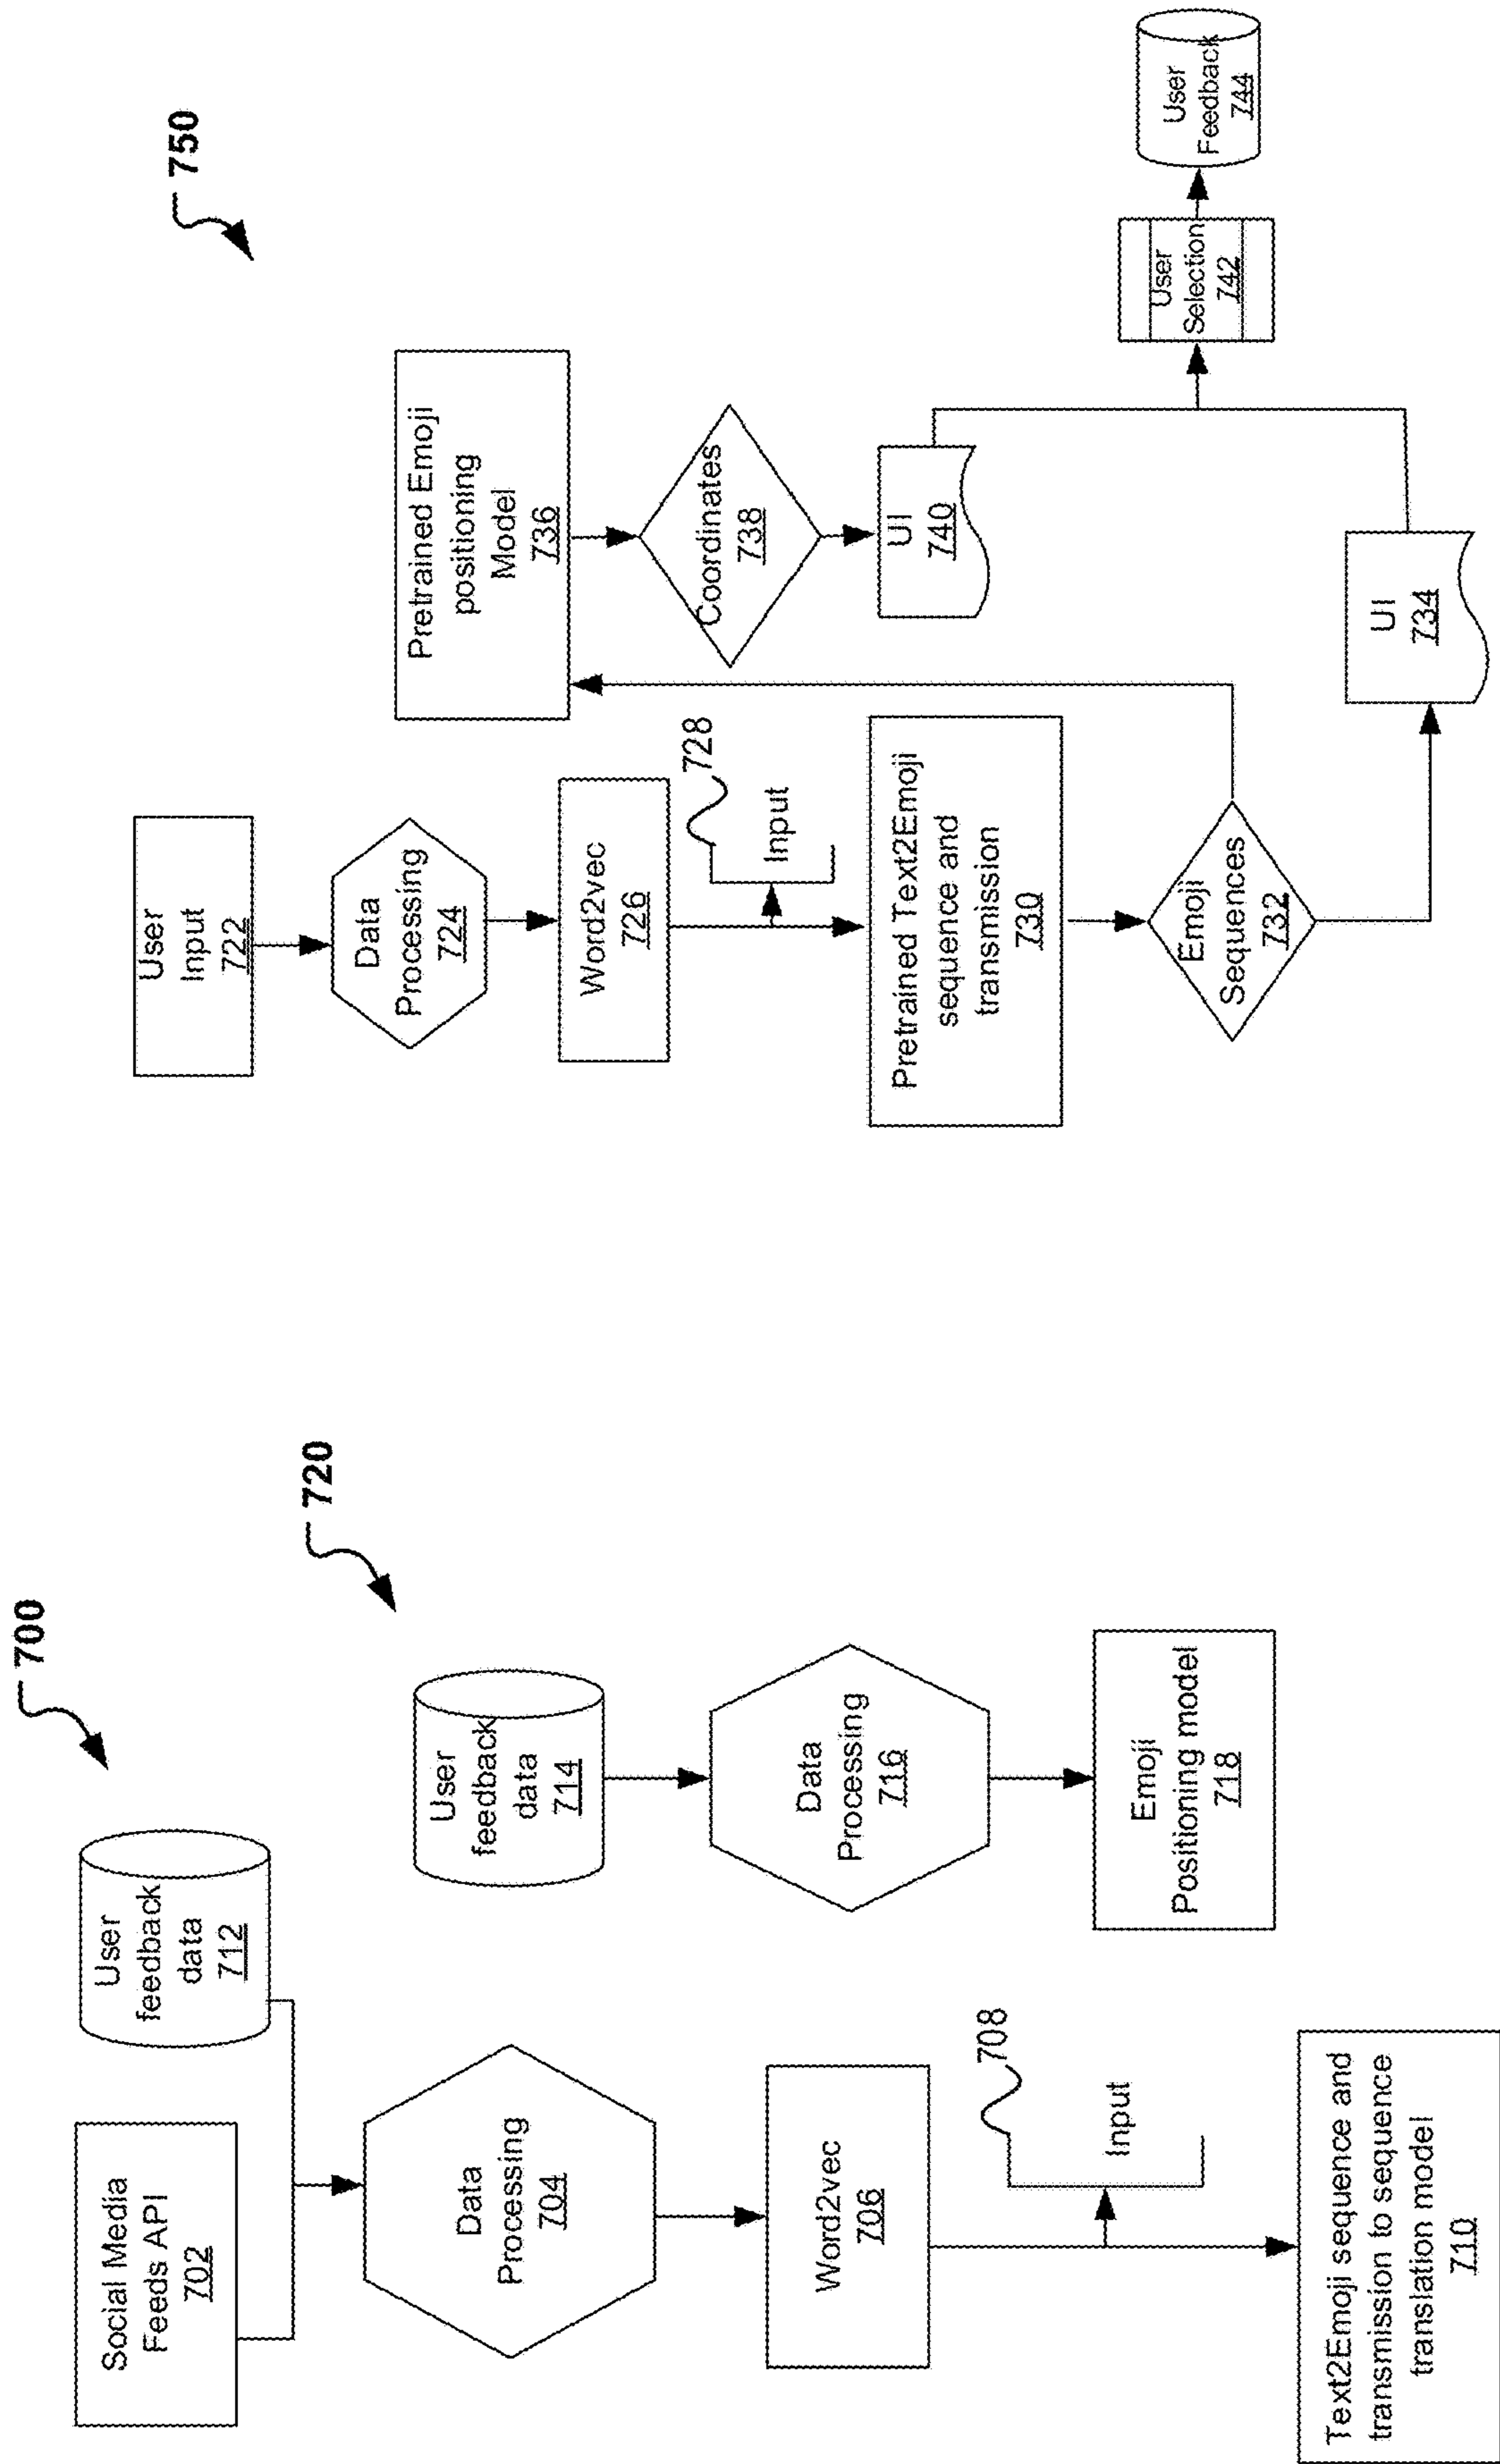 700
Social Media
Feeds API
702
User
feedback
data
712
Data
Processing
704
Word2vec
706
708
Input
Text2Emoji sequence and
transmission to sequence
translation model
710
720
User
feedback
data
714
Data
Processing
716
Emoji
Positioning model
718
750
User
Input
722
Data
Processing
724
Word2vec
726
728
Input
Pretrained Text2Emoji
sequence and
transmission
730
Emoji
Sequences
732
UI
734
Pretrained Emoji
positioning
Model
736
Coordinates
738
UI
740
User
Selection
742
User
Feedback
744